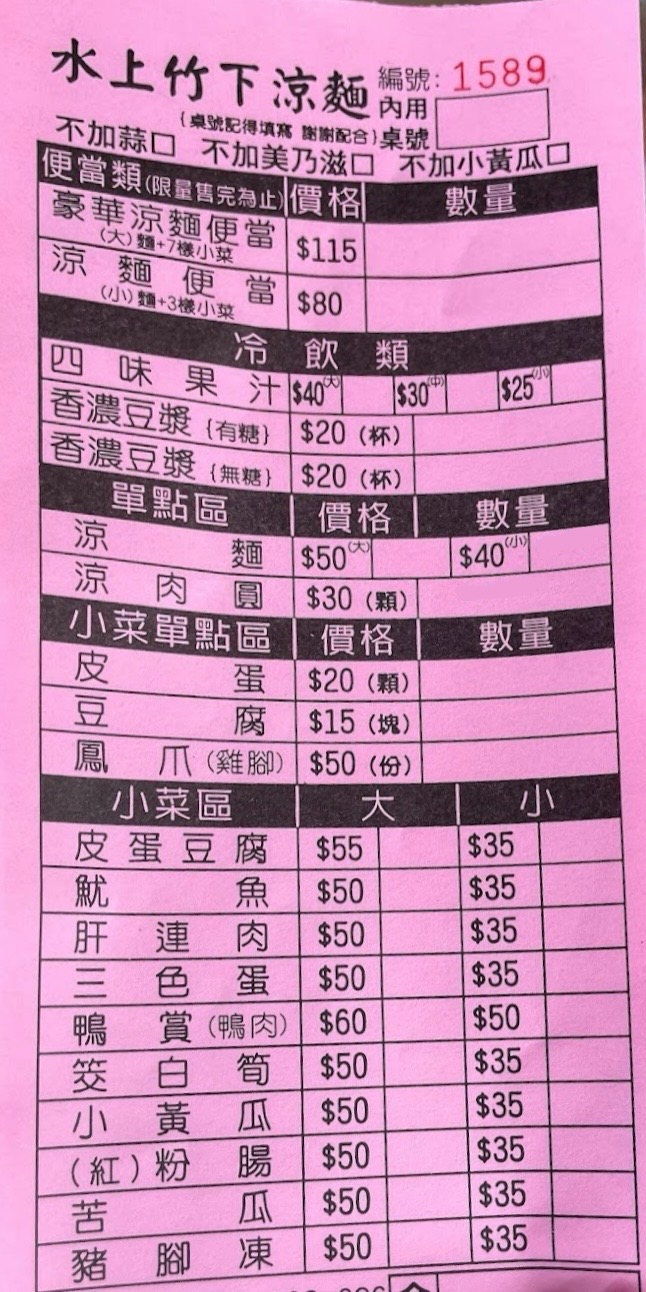 水上竹下涼麵 編號: 1589
內用
{桌號記得填寫 謝謝配合} 桌號
不加蒜□ 不加美乃滋□ 不加小黃瓜□
便當類(限量售完為止) 價格 數量
豪華涼麵便當 $115
(大)麵+7樣小菜
涼麵便當 $80
(小)麵+3樣小菜
冷飲類
四味果汁 $40(大) $30(中) $25(小)
香濃豆漿{有糖} $20(杯)
香濃豆漿{無糖} $20(杯)
單點區 價格 數量
涼麵 $50(大) $40(小)
涼肉圓 $30(顆)
小菜單點區 價格 數量
皮蛋 $20(顆)
豆腐 $15(塊)
鳳爪(雞腳) $50(份)
小菜區 大 小
皮蛋豆腐 $55 $35
魷魚 $50 $35
肝連肉 $50 $35
三色蛋 $50 $35
鴨賞(鴨肉) $60 $50
筊白筍 $50 $35
小黃瓜 $50 $35
(紅)粉腸 $50 $35
苦瓜 $50 $35
豬腳凍 $50 $35